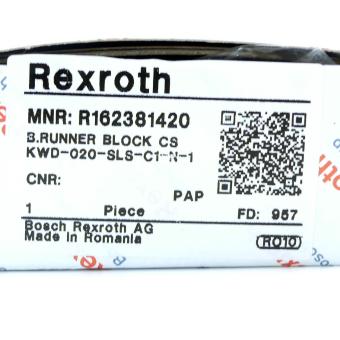 Rexroth
MNR: R162381420
B.RUNNER BLOCK CS
KWD-020-SLS-C1-N-1
CNR:
PAP
1 Piece FD: 957
Bosch Rexroth AG
Made in Romania
RO10